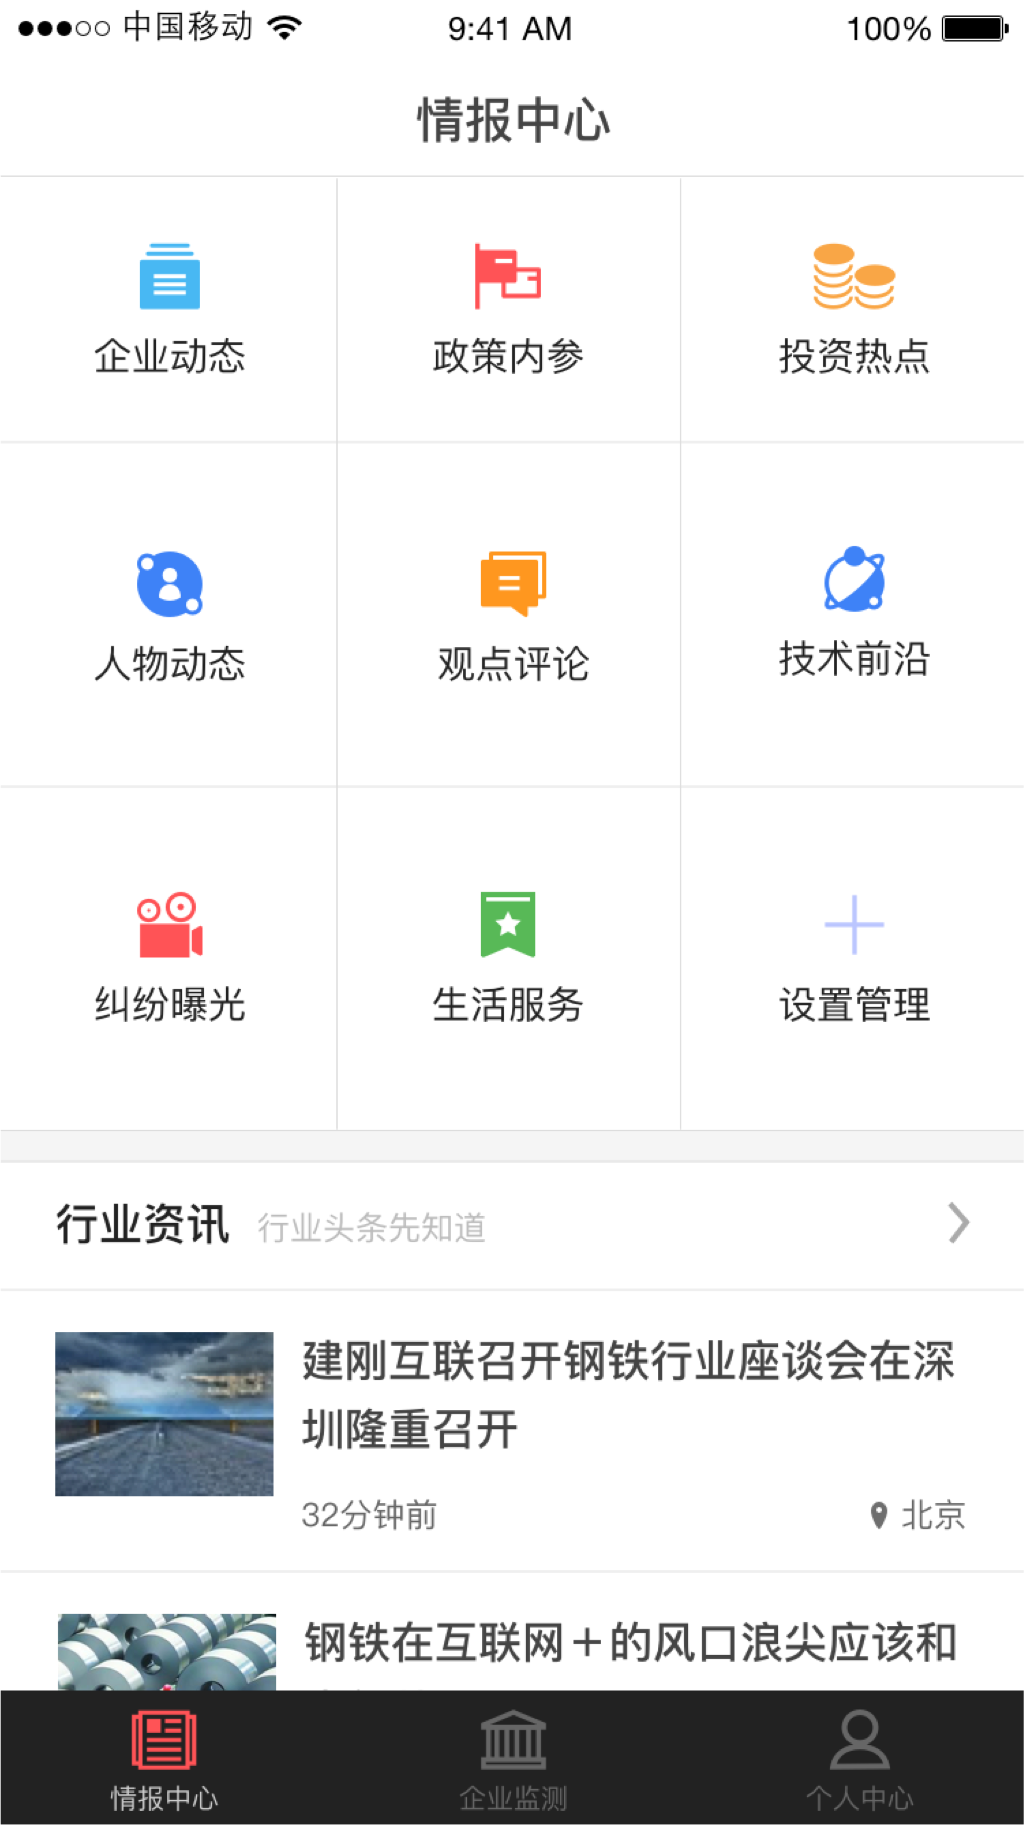 中国移动 9:41 AM 100%
情报中心
企业动态 政策内参 投资热点
人物动态 观点评论 技术前沿
纠纷曝光 生活服务 设置管理
行业资讯 行业头条先知道
建刚互联召开钢铁行业座谈会在深
圳隆重召开
32分钟前 北京
钢铁在互联网+的风口浪尖应该和
情报中心 企业监测 个人中心